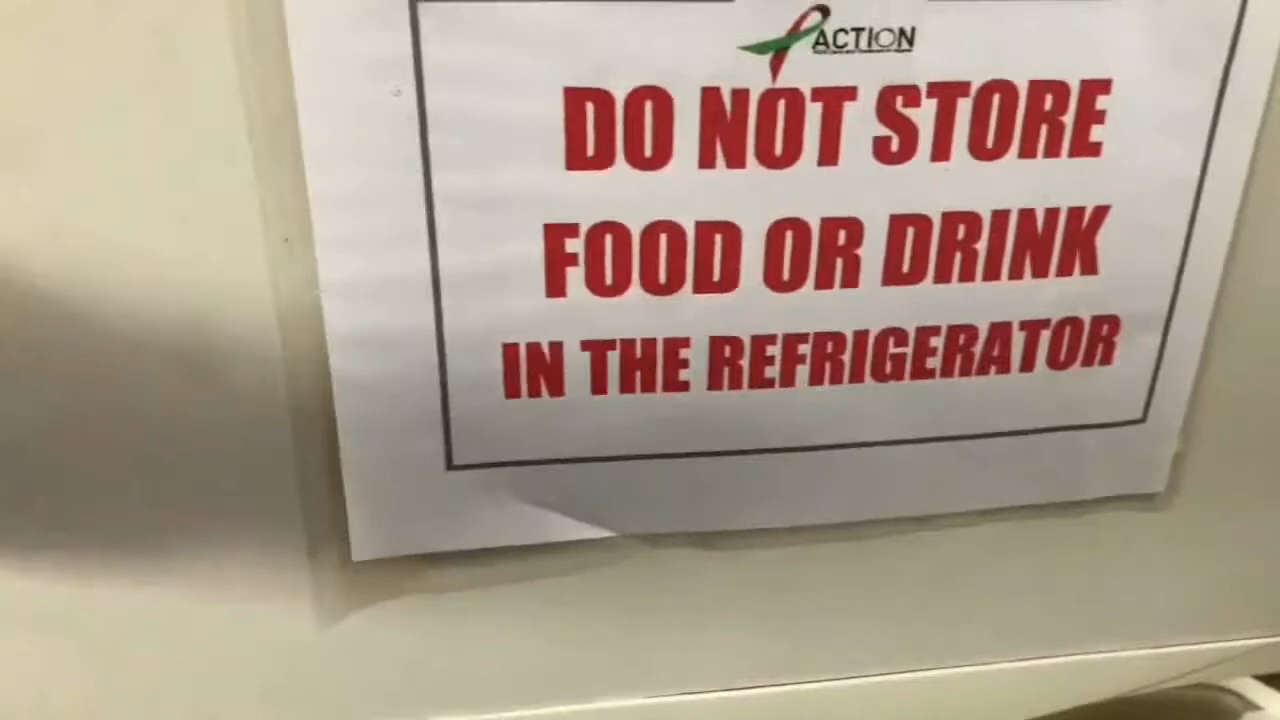 ACTION
DO NOT STORE
FOOD OR DRINK
IN THE REFRIGERATOR